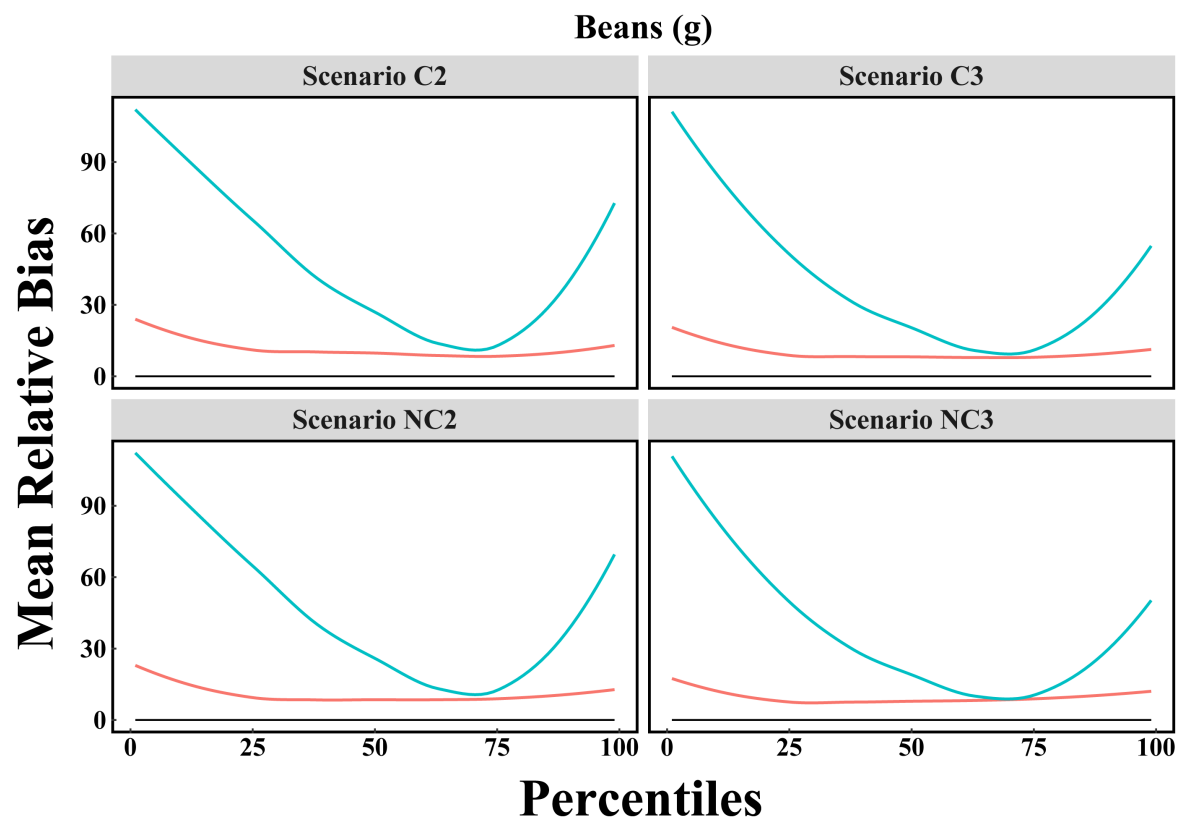 Beans (g)
Scenario C2
Scenario C3
90
60
30
0
Scenario NC2
Scenario NC3
90
60
30
0
0 25 50 75 100
0 25 50 75 100
Mean Relative Bias
Percentiles